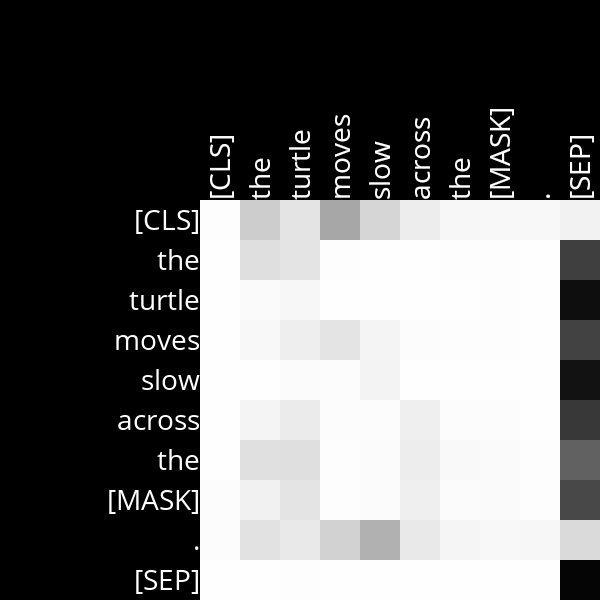 [CLS] the turtle moves slow across the [MASK] . [SEP]
[CLS]
the
turtle
moves
slow
across
the
[MASK]
.
[SEP]